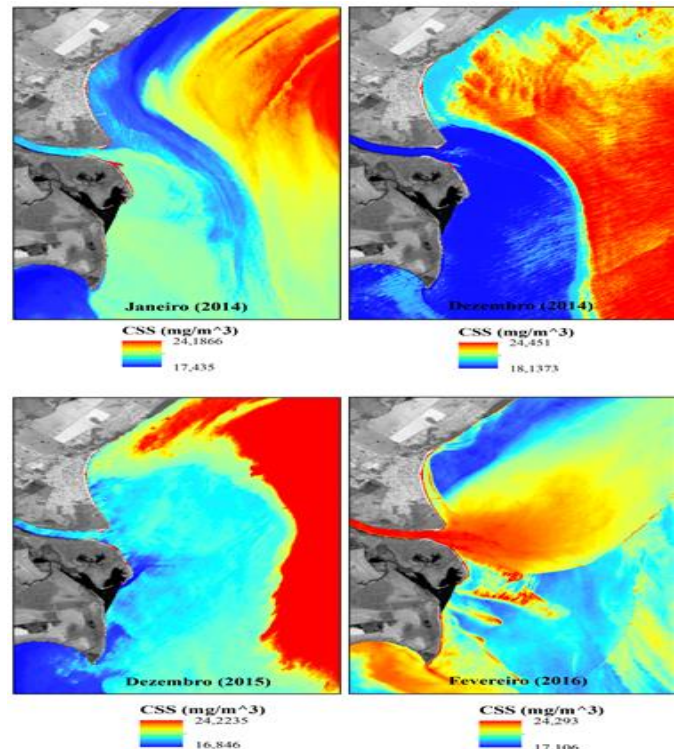 Janeiro (2014)
CSS (mg/m^3)
24,1866
17,435
Dezembro (2014)
CSS (mg/m^3)
24,451
18,1373
Dezembro (2015)
CSS (mg/m^3)
24,2235
16,846
Fevereiro (2016)
CSS (mg/m^3)
24,293
17,106